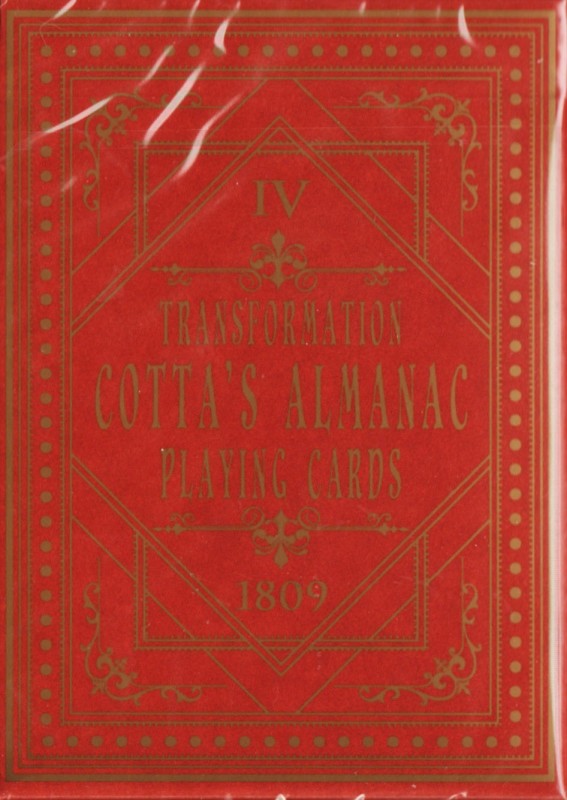 IV
TRANSFORMATION
COTTA'S ALMANAC
PLAYING CARDS
1809